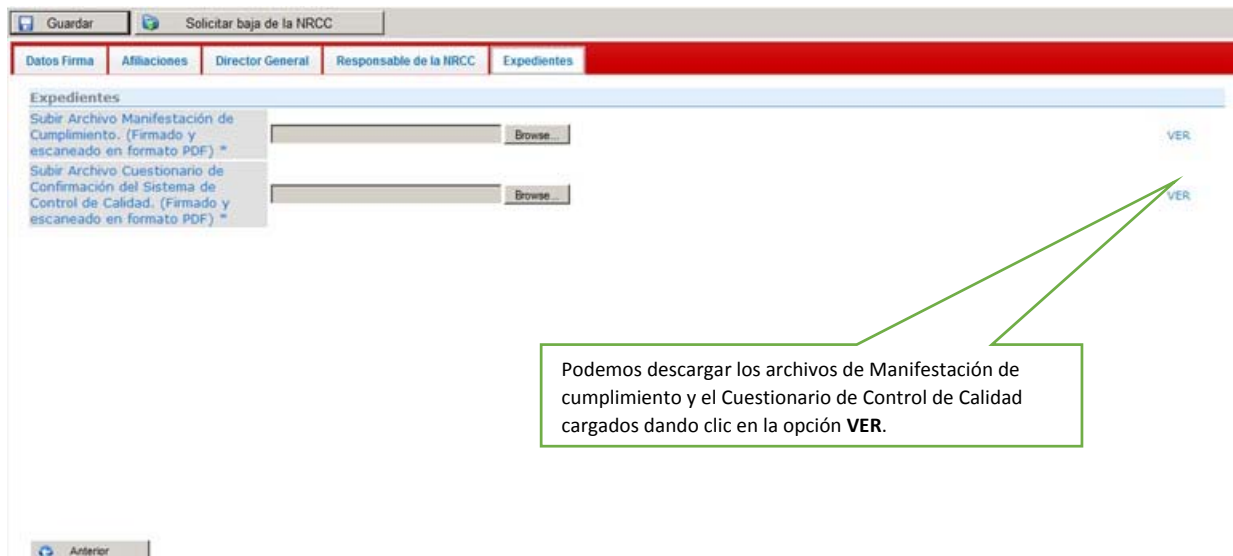 Guardar Solicitar baja de la NRCC
Datos Firma Afiliaciones Director General Responsable de la NRCC Expedientes
Expedientes
Subir Archivo Manifestación de
Cumplimiento. (Firmado y
escaneado en formato PDF) *
Browse... VER
Subir Archivo Cuestionario de
Confirmación del Sistema de
Control de Calidad. (Firmado y
escaneado en formato PDF) *
Browse... VER
Podemos descargar los archivos de Manifestación de
cumplimiento y el Cuestionario de Control de Calidad
cargados dando clic en la opción VER.
Anterior